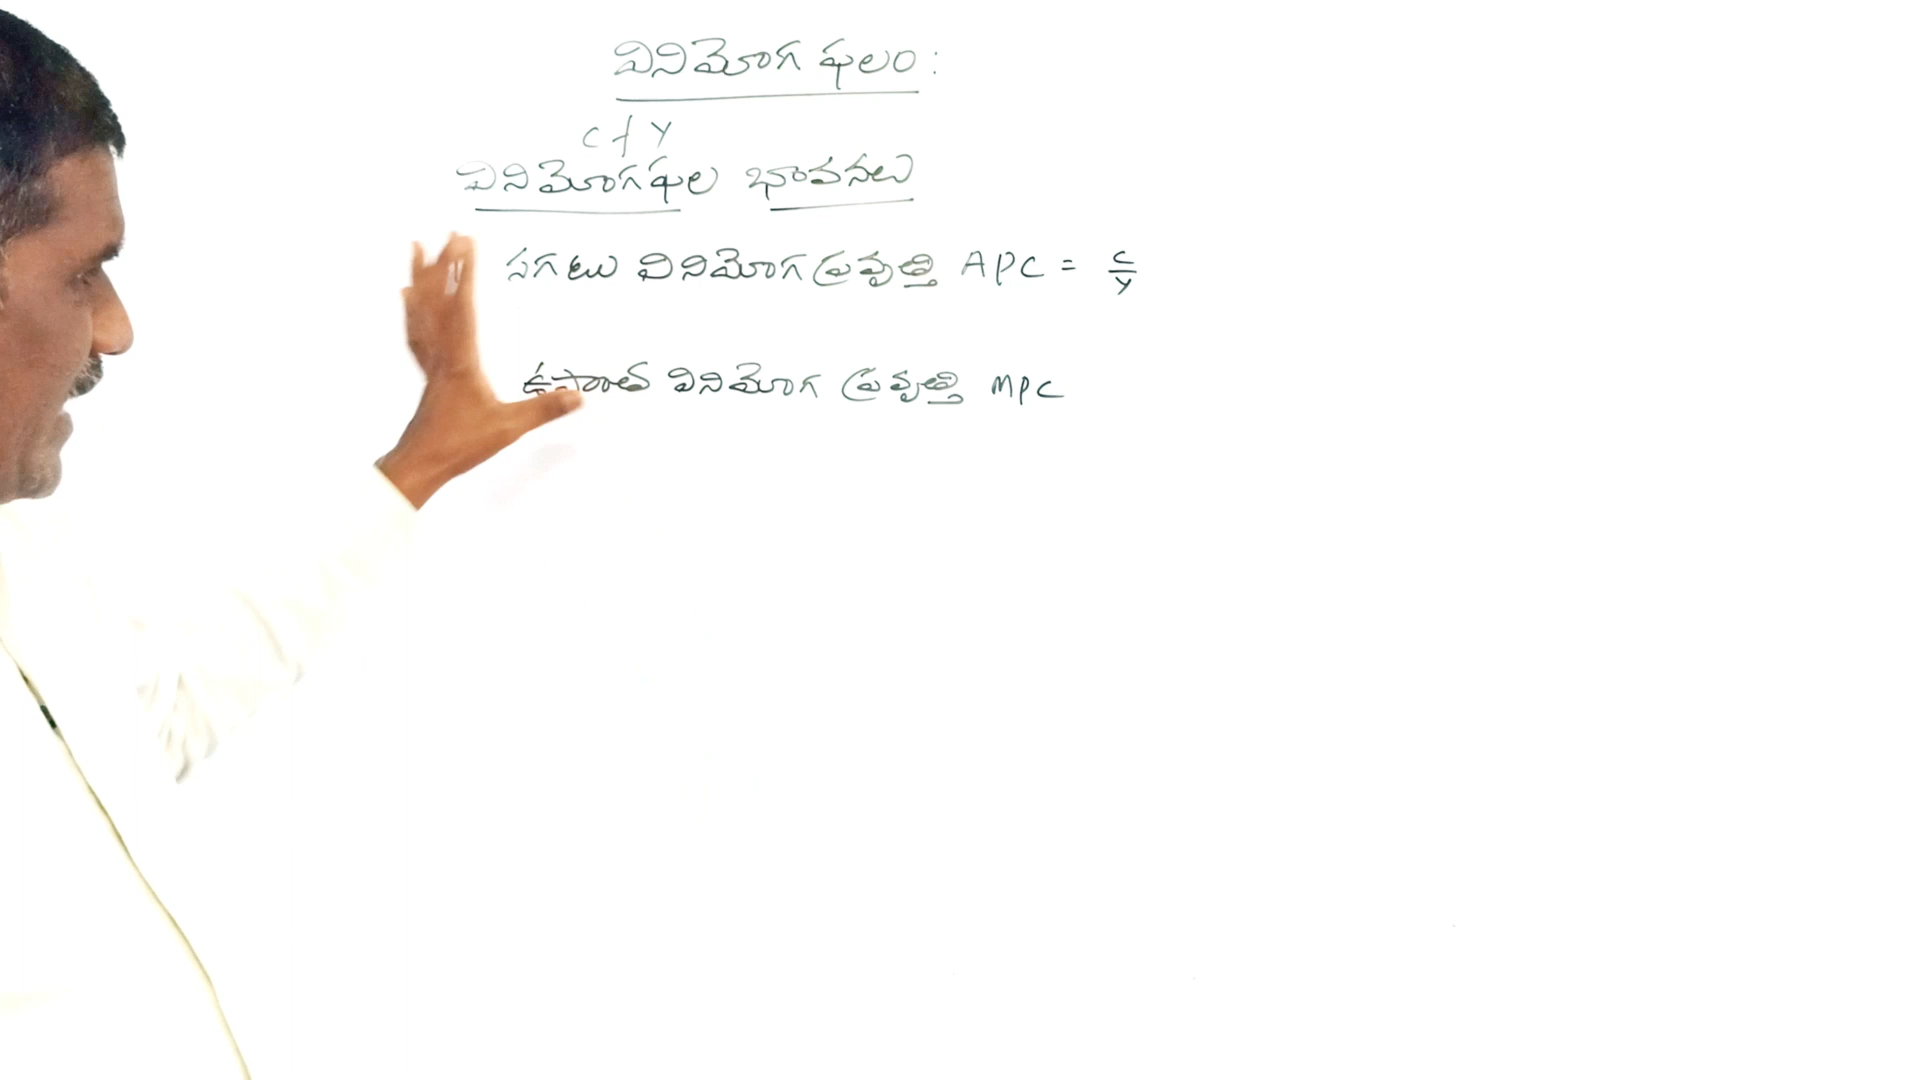 వినిమోగ ఫలం :
C f Y
వినిమోగఫల భావనలు
సగటు వినిమోగ ప్రవృత్తి APC = C/Y
ఉపాంత వినిమోగ ప్రవృత్తి MPC